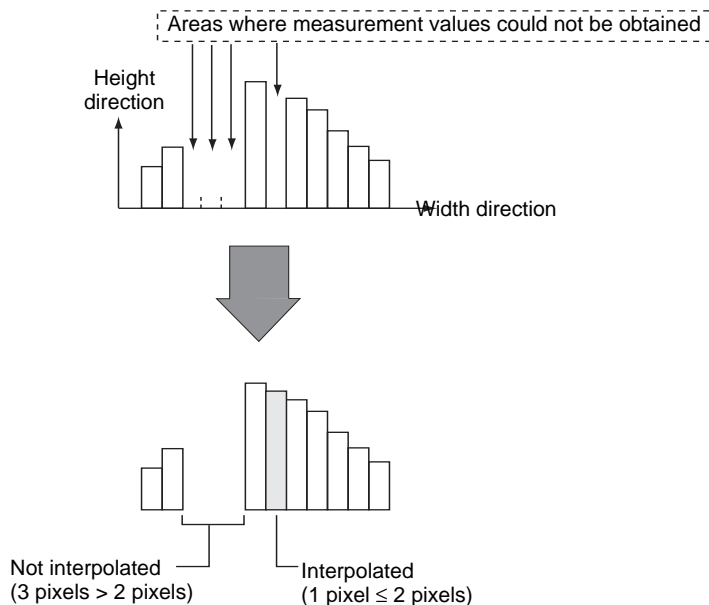 Areas where measurement values could not be obtained
Height
direction
Width direction
Not interpolated
(3 pixels > 2 pixels)
Interpolated
(1 pixel ≤ 2 pixels)